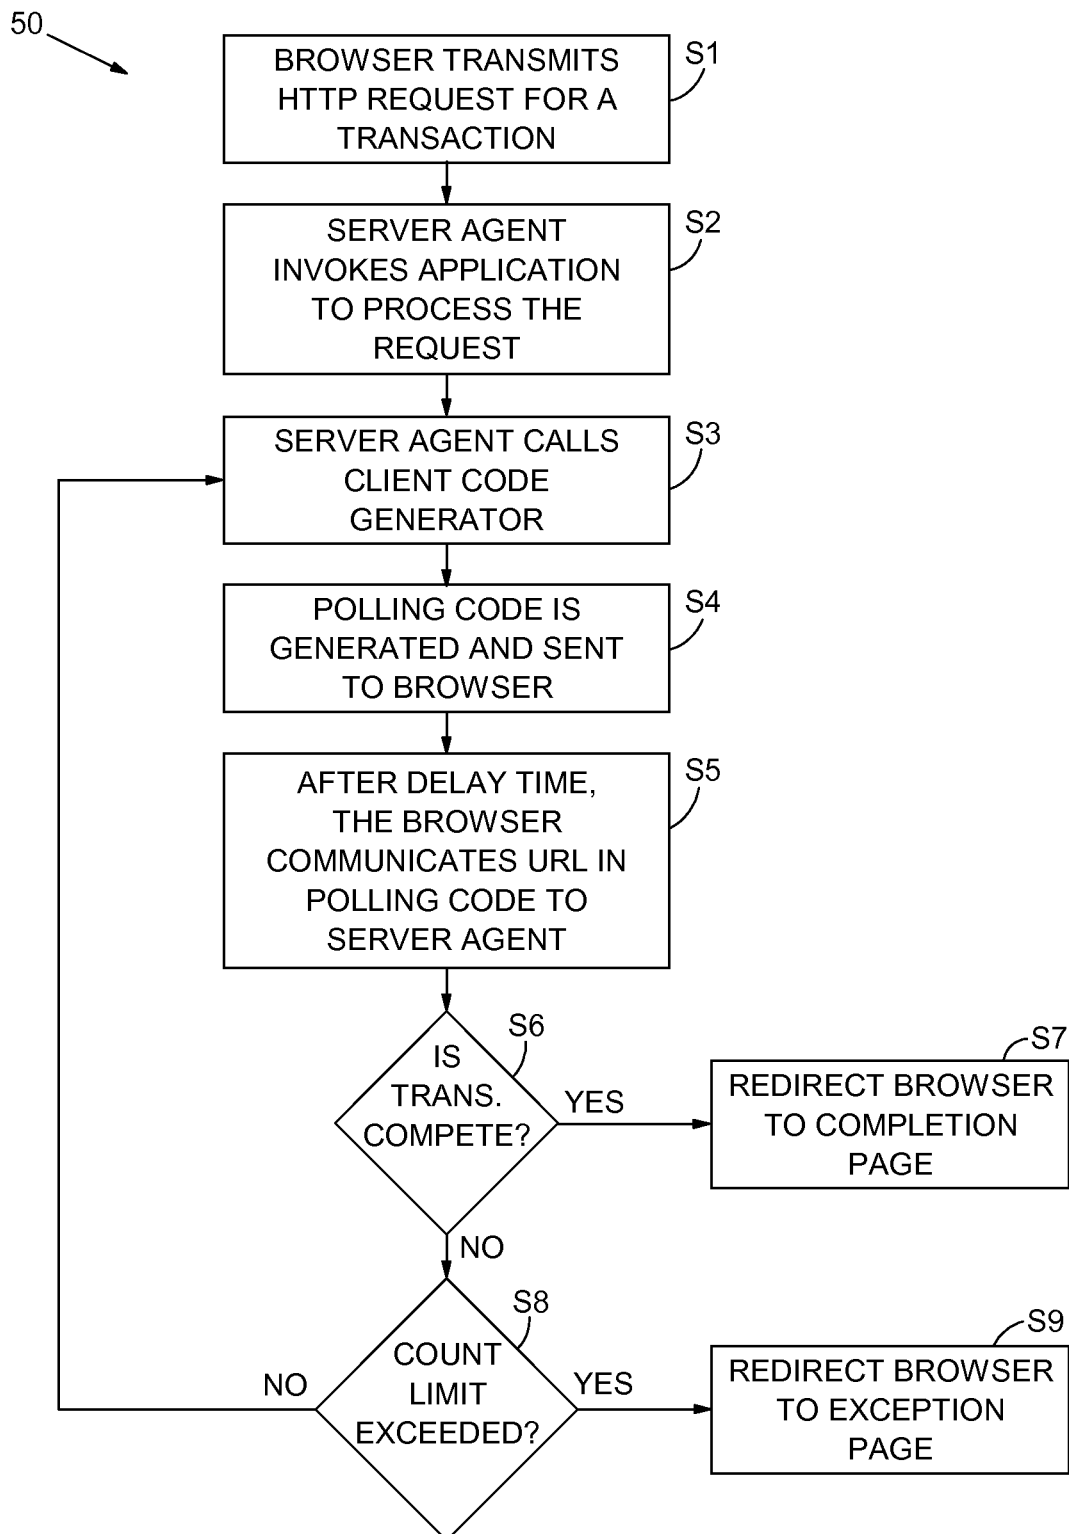 50
BROWSER TRANSMITS
HTTP REQUEST FOR A
TRANSACTION
S1
SERVER AGENT
INVOKES APPLICATION
TO PROCESS THE
REQUEST
S2
SERVER AGENT CALLS
CLIENT CODE
GENERATOR
S3
POLLING CODE IS
GENERATED AND SENT
TO BROWSER
S4
AFTER DELAY TIME,
THE BROWSER
COMMUNICATES URL IN
POLLING CODE TO
SERVER AGENT
S5
IS
TRANS.
COMPETE?
S6
YES
REDIRECT BROWSER
TO COMPLETION
PAGE
S7
NO
COUNT
LIMIT
EXCEEDED?
S8
NO
YES
REDIRECT BROWSER
TO EXCEPTION
PAGE
S9